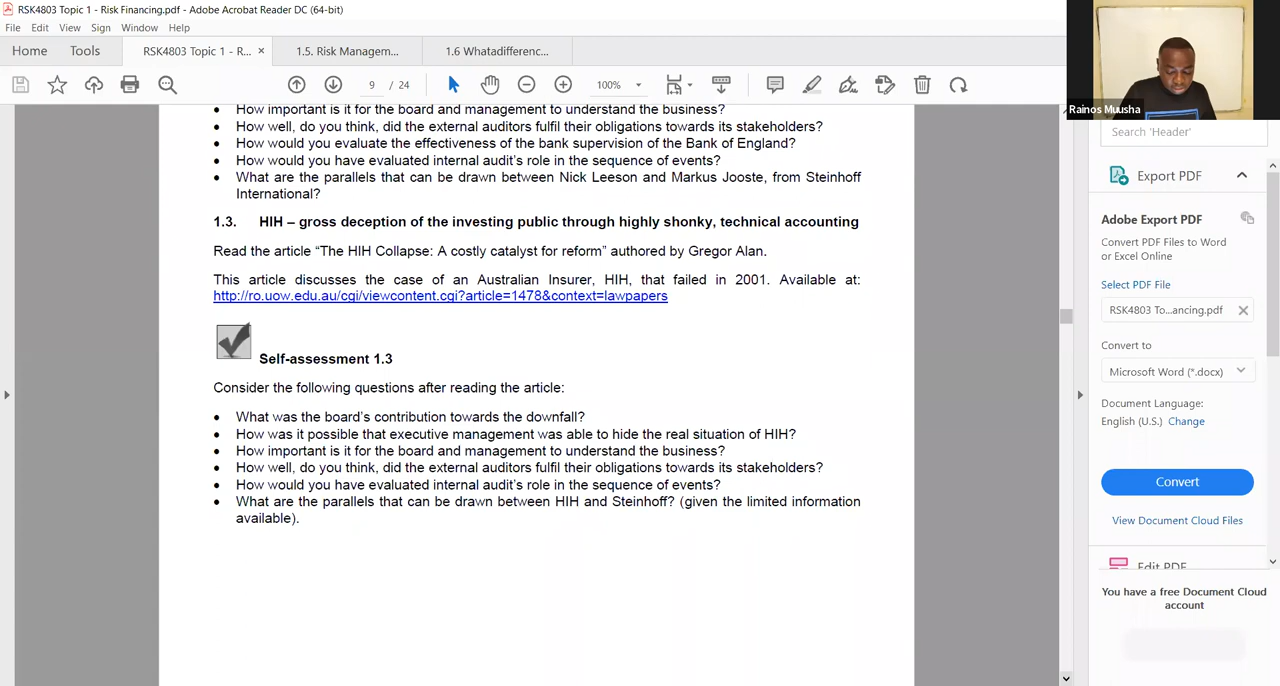 RSK4803 Topic 1 - Risk Financing.pdf - Adobe Acrobat Reader DC (64-bit)
File Edit View Sign Window Help
Home Tools RSK4803 Topic 1 - R... × 1.5. Risk Managem... 1.6 Whatadifferenc...
9 / 24 100%
Rainos Muusha
• How important is it for the board and management to understand the business?
• How well, do you think, did the external auditors fulfil their obligations towards its stakeholders?
• How would you evaluate the effectiveness of the bank supervision of the Bank of England?
• How would you have evaluated internal audit's role in the sequence of events?
• What are the parallels that can be drawn between Nick Leeson and Markus Jooste, from Steinhoff
International?
1.3. HIH – gross deception of the investing public through highly shonky, technical accounting
Read the article “The HIH Collapse: A costly catalyst for reform” authored by Gregor Alan.
This article discusses the case of an Australian Insurer, HIH, that failed in 2001. Available at:
http://ro.uow.edu.au/cgi/viewcontent.cgi?article=1478&context=lawpapers
Self-assessment 1.3
Consider the following questions after reading the article:
• What was the board's contribution towards the downfall?
• How was it possible that executive management was able to hide the real situation of HIH?
• How important is it for the board and management to understand the business?
• How well, do you think, did the external auditors fulfil their obligations towards its stakeholders?
• How would you have evaluated internal audit's role in the sequence of events?
• What are the parallels that can be drawn between HIH and Steinhoff? (given the limited information
available).
Search 'Header'
Export PDF
Adobe Export PDF
Convert PDF Files to Word
or Excel Online
Select PDF File
RSK4803 To...ancing.pdf
Convert to
Microsoft Word (*.docx)
Document Language:
English (U.S.) Change
Convert
View Document Cloud Files
Edit PDF
You have a free Document Cloud
account